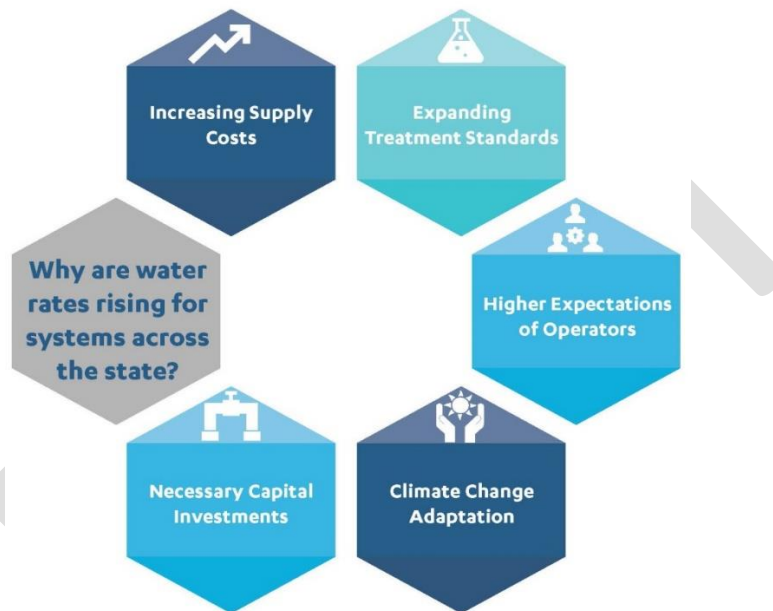 Why are water
rates rising for
systems across
the state?
Increasing Supply
Costs
Expanding
Treatment Standards
Higher Expectations
of Operators
Climate Change
Adaptation
Necessary Capital
Investments